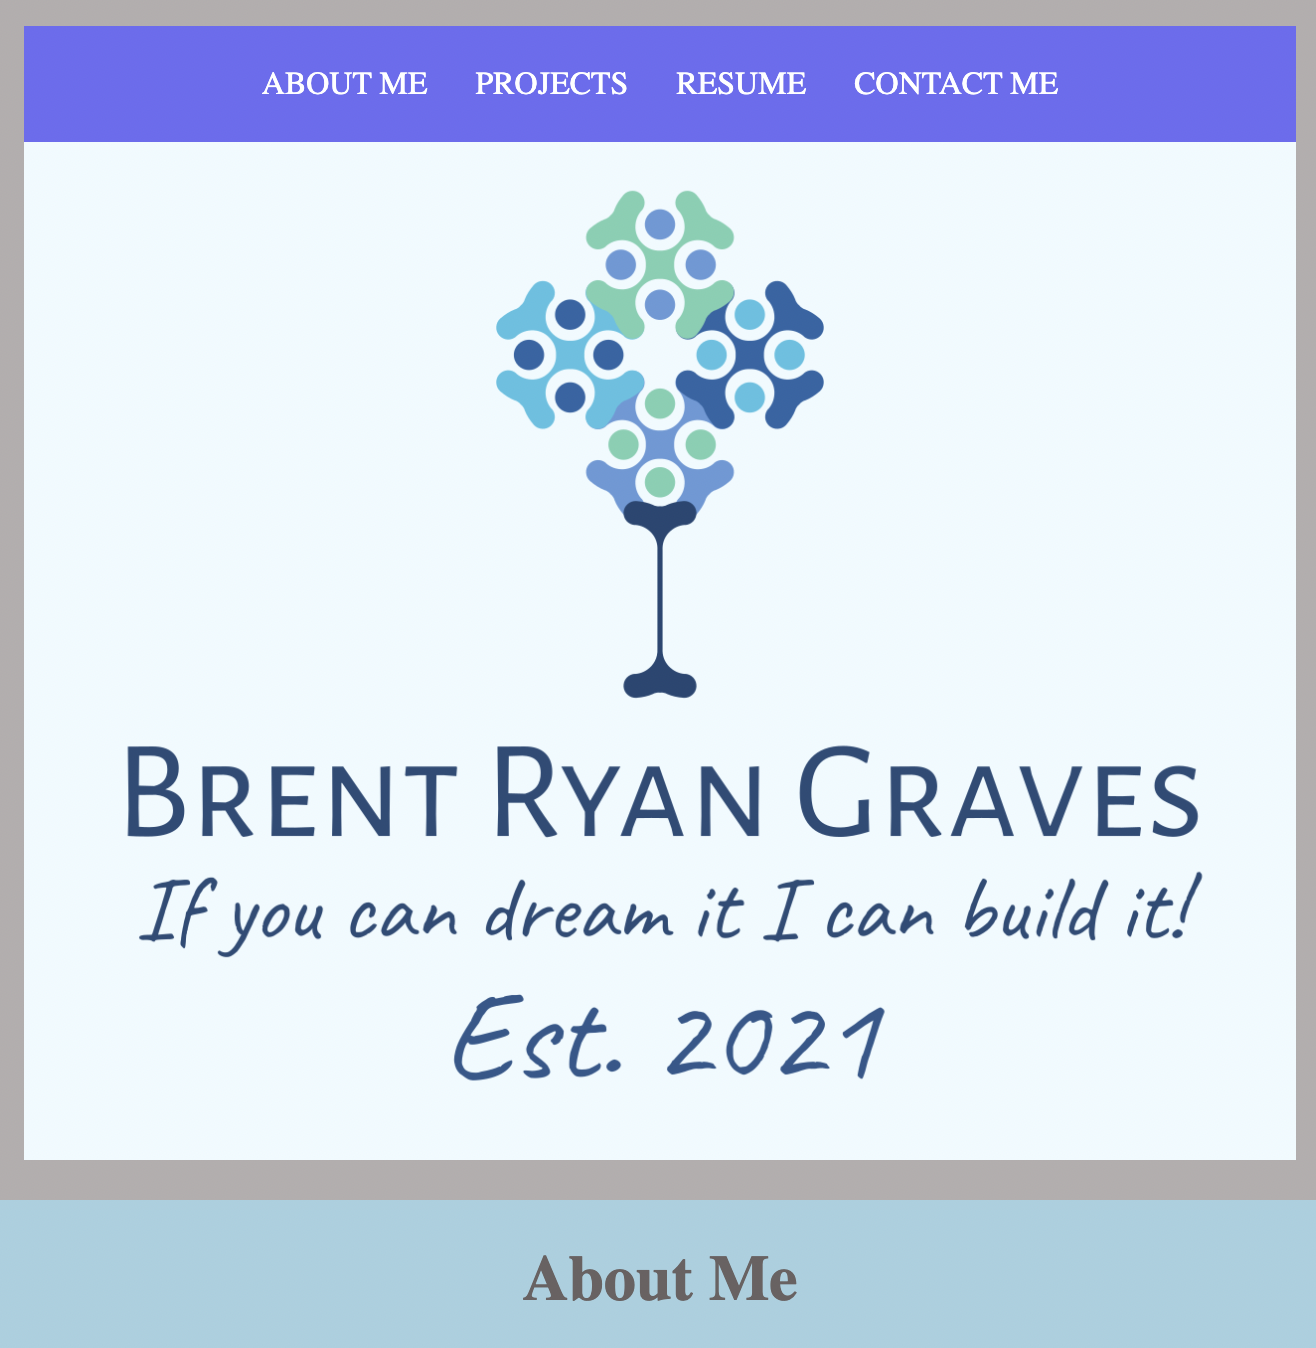 ABOUT ME PROJECTS RESUME CONTACT ME
Brent Ryan Graves
If you can dream it I can build it!
Est. 2021
About Me